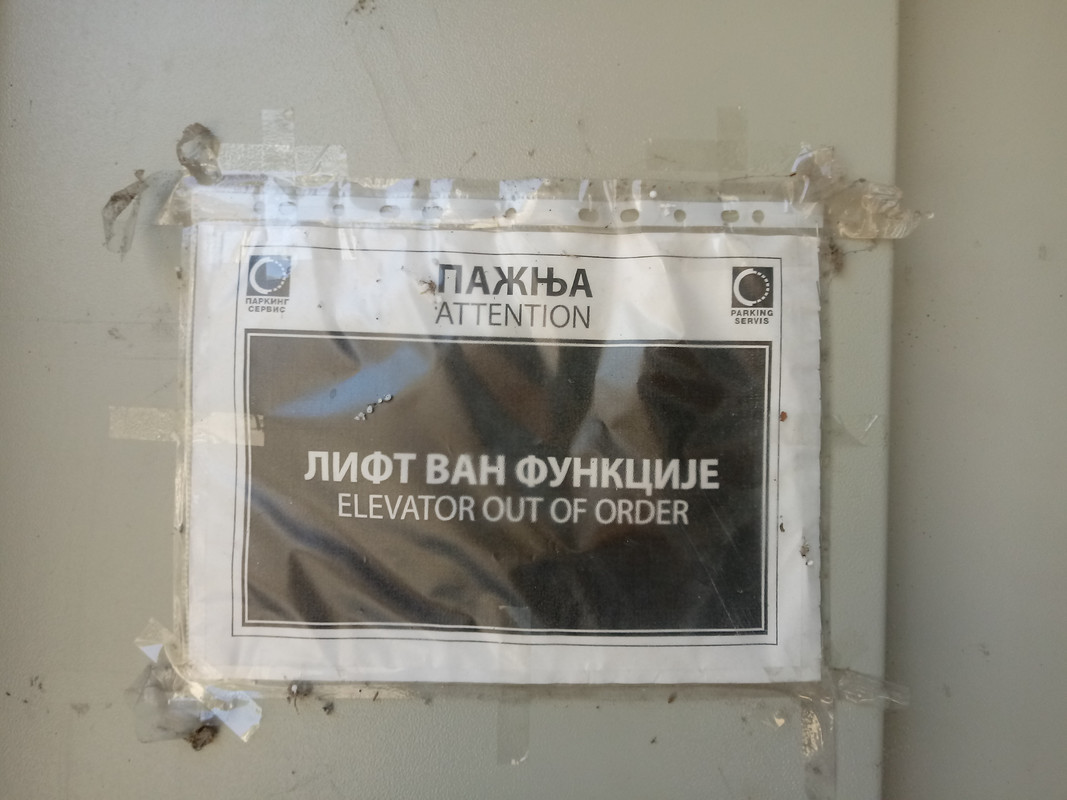 ПАРКИНГ
СЕРВИС
ПАЖЊА
ATTENTION
PARKING
SERVIS
ЛИФТ ВАН ФУНКЦИЈЕ
ELEVATOR OUT OF ORDER